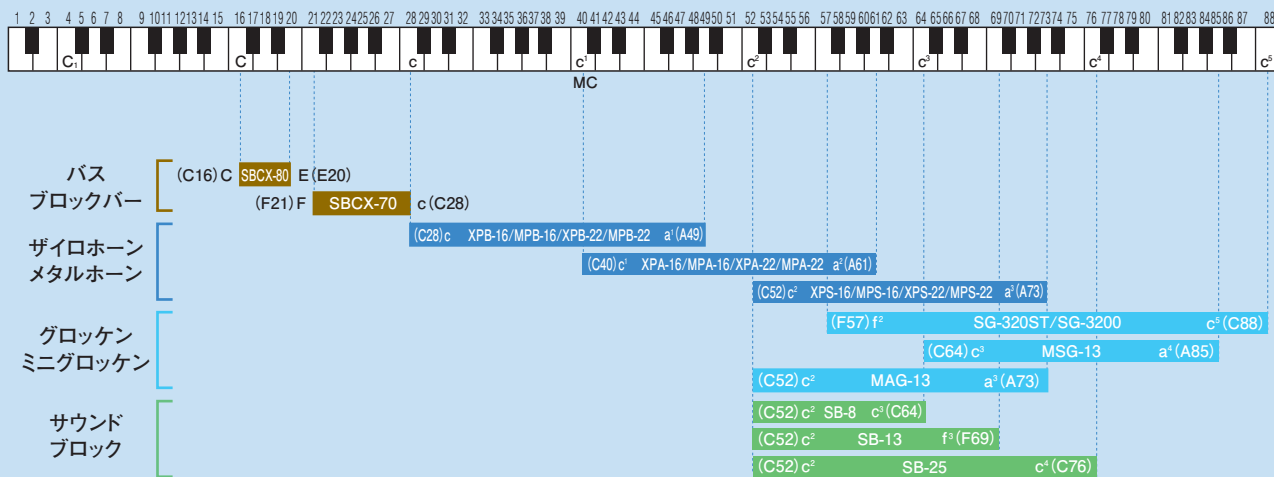 1 2 3 4 5 6 7 8 9 10 11 12 13 14 15 16 17 18 19 20 21 22 23 24 25 26 27 28 29 30 31 32 33 34 35 36 37 38 39 40 41 42 43 44 45 46 47 48 49 50 51 52 53 54 55 56 57 58 59 60 61 62 63 64 65 66 67 68 69 70 71 72 73 74 75 76 77 78 79 80 81 82 83 84 85 86 87 88
C₁ C c c¹ c² c³ c⁴ c⁵
MC
バス
ブロックバー
(C16) C SBCX-80 E (E20)
(F21) F SBCX-70 c (C28)
ザイロホーン
メタルホーン
(C28) c XPB-16/MPB-16/XPB-22/MPB-22 a¹ (A49)
(C40) c¹ XPA-16/MPA-16/XPA-22/MPA-22 a² (A61)
(C52) c² XPS-16/MPS-16/XPS-22/MPS-22 a³ (A73)
グロッケン
ミニグロッケン
(F57) f² SG-320ST/SG-3200 c⁵ (C88)
(C64) c³ MSG-13 a⁴ (A85)
(C52) c² MAG-13 a³ (A73)
サウンド
ブロック
(C52) c² SB-8 c³ (C64)
(C52) c² SB-13 f³ (F69)
(C52) c² SB-25 c⁴ (C76)